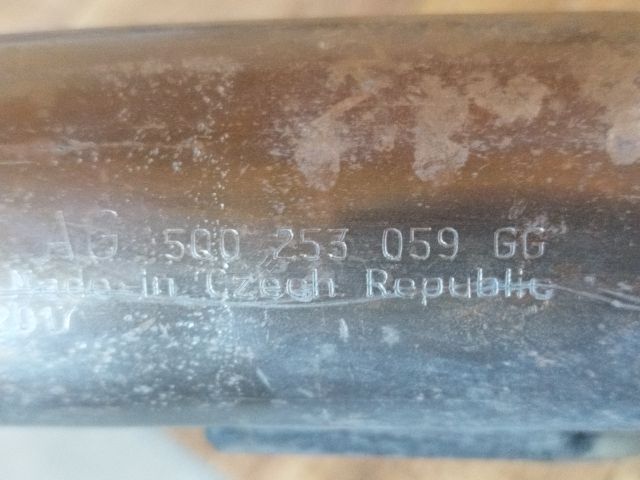 AG 5Q0 253 059 GG
Made in Czech Republic
2017